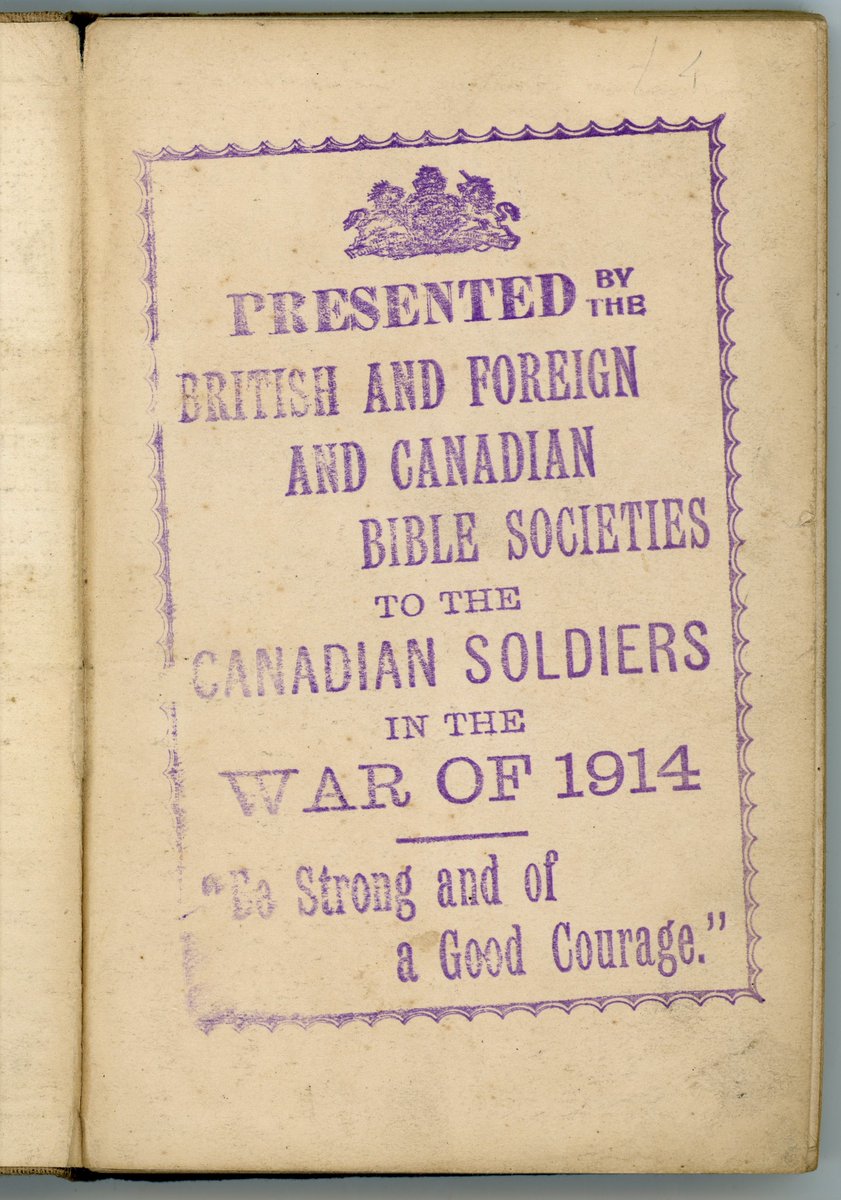 PRESENTED BY THE
BRITISH AND FOREIGN
AND CANADIAN
BIBLE SOCIETIES
TO THE
CANADIAN SOLDIERS
IN THE
WAR OF 1914
"Be Strong and of
a Good Courage."